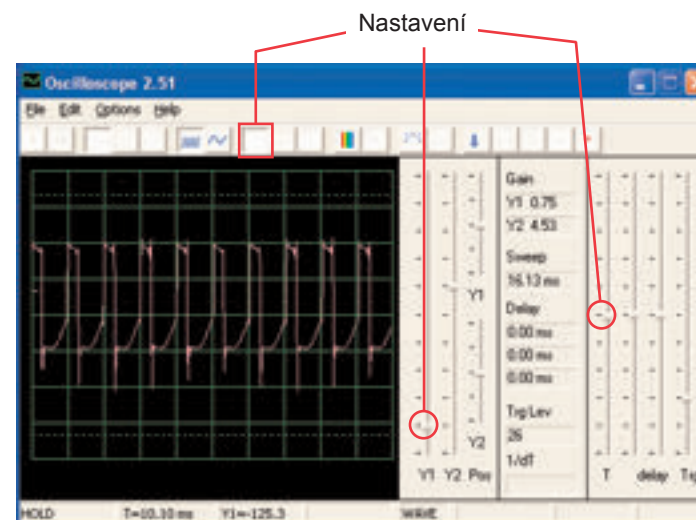 Nastavení
Oscilloscope 2.51
File Edit Options Help
Gain
Y1 0.75
Y2 4.53
Sweep
16.13 ms
Delay
0.00 ms
0.00 ms
0.00 ms
Trg Lev
26
1/dT
Y1
Y2
Y1 Y2 Pos
T delay Trg
HOLD T=10.10 ms Y1=-125.3 WAVE